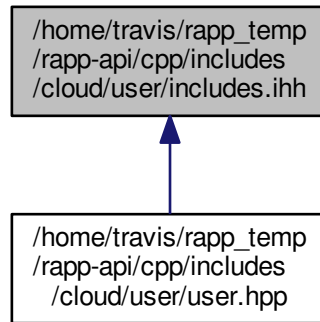 /home/travis/rapp_temp
/rapp-api/cpp/includes
/cloud/user/includes.ihh
/home/travis/rapp_temp
/rapp-api/cpp/includes
/cloud/user/user.hpp